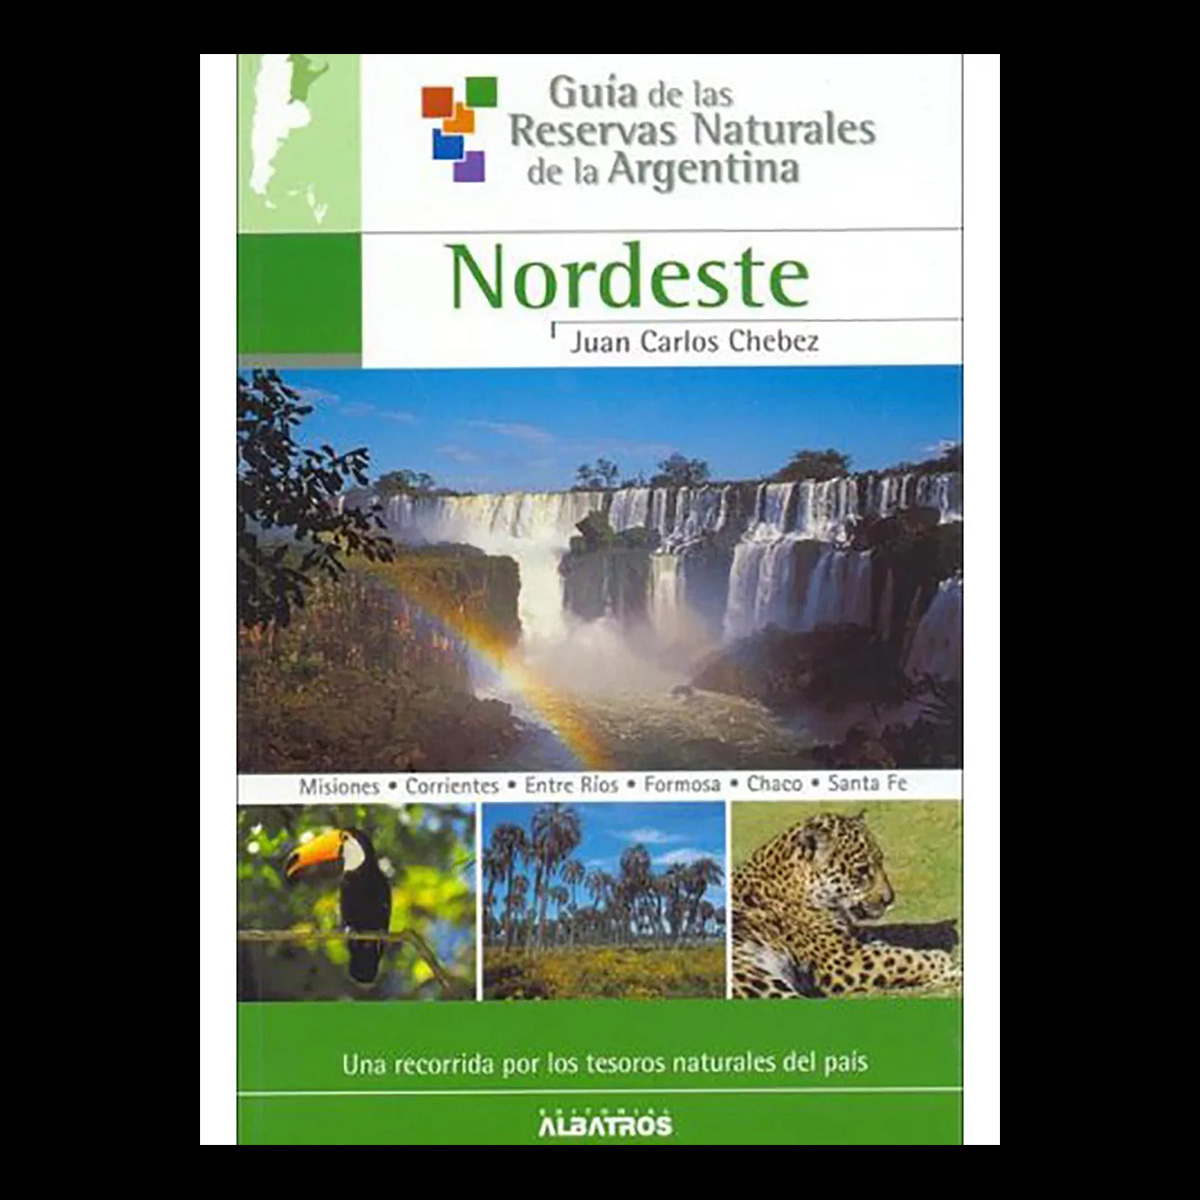 Guía de las
Reservas Naturales
de la Argentina
Nordeste
Juan Carlos Chebez
Misiones • Corrientes • Entre Ríos • Formosa • Chaco • Santa Fe
Una recorrida por los tesoros naturales del país
EDITORIAL
ALBATROS